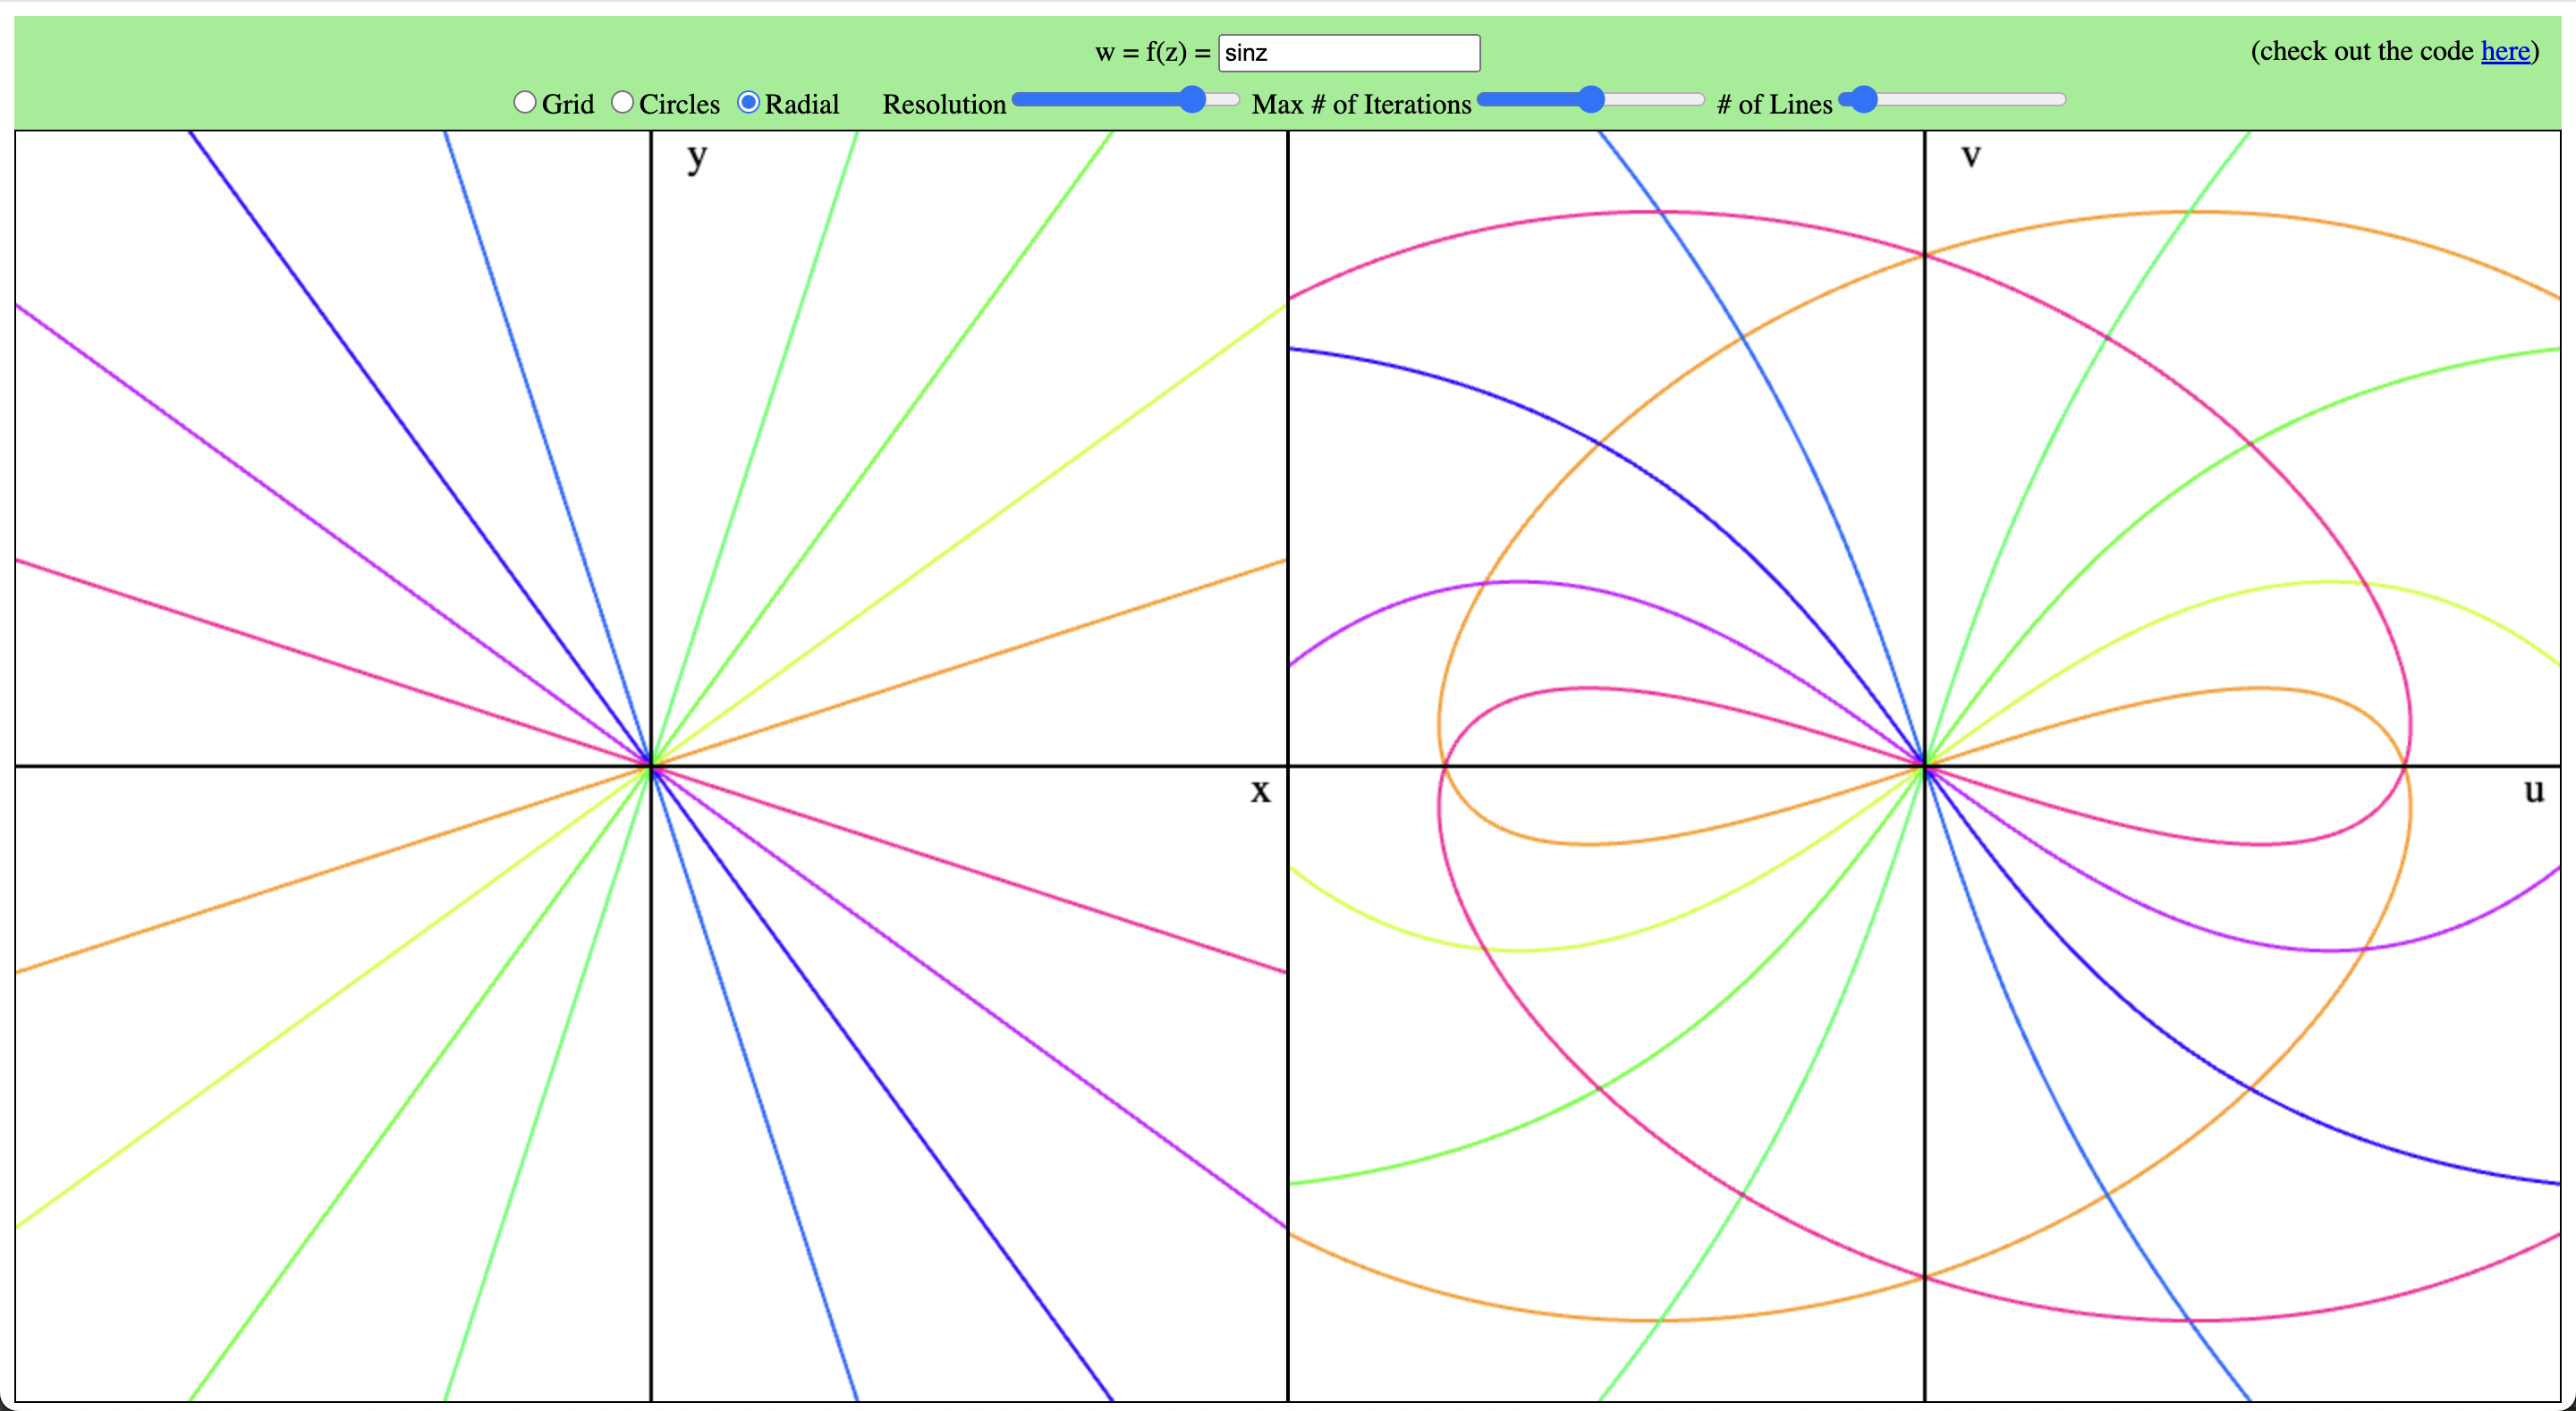 w = f(z) = sinz
(check out the code here)
Grid Circles Radial Resolution Max # of Iterations # of Lines
y
x
v
u